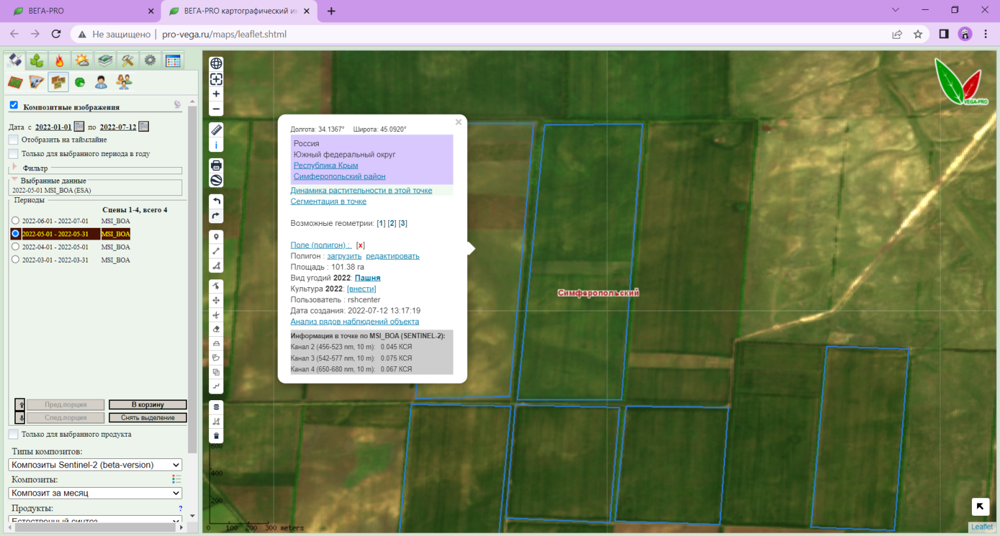 ВЕГА-PRO
ВЕГА-PRO картографический ин
Не защищено
pro-vega.ru/maps/leaflet.shtml
Композитные изображения
Дата с 2022-01-01 по 2022-07-12
Отобразить на таймлайне
Только для выбранного периода в году
Фильтр
Выбранные данные
2022-05-01 MSI_BOA (ESA)
Периоды
Сцены 1-4, всего 4
2022-06-01 - 2022-07-01 MSI_BOA
2022-05-01 - 2022-05-31 MSI_BOA
2022-04-01 - 2022-05-01 MSI_BOA
2022-03-01 - 2022-03-31 MSI_BOA
Пред.порция
В корзину
След.порция
Снять выделение
Только для выбранного продукта
Типы композитов:
Композиты Sentinel-2 (beta-version)
Композиты:
Композит за месяц
Продукты: ?
Естественный синтез
Долгота: 34.1367° Широта: 45.0920°
Россия
Южный федеральный округ
Республика Крым
Симферопольский район
Динамика растительности в этой точке
Сегментация в точке
Возможные геометрии: [1] [2] [3]
Поле (полигон) : [x]
Полигон : загрузить редактировать
Площадь : 101.38 га
Вид угодий 2022: Пашня
Культура 2022: [внести]
Пользователь : rshcenter
Дата создания: 2022-07-12 13:17:19
Анализ рядов наблюдений объекта
Информация в точке по MSI_BOA (SENTINEL-2):
Канал 2 (456-523 nm, 10 m): 0.045 КСЯ
Канал 3 (542-577 nm, 10 m): 0.075 КСЯ
Канал 4 (650-680 nm, 10 m): 0.067 КСЯ
Симферопольский
VEGA-PRO
600
400
200
0 100 200 300 meters
Leaflet